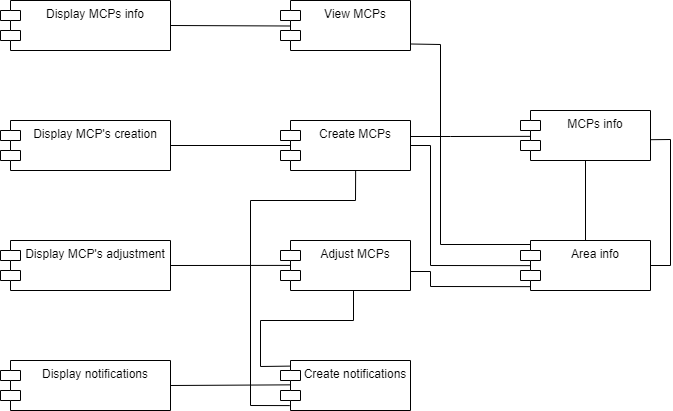 Display MCPs info
View MCPs
Display MCP's creation
Create MCPs
MCPs info
Display MCP's adjustment
Adjust MCPs
Area info
Display notifications
Create notifications